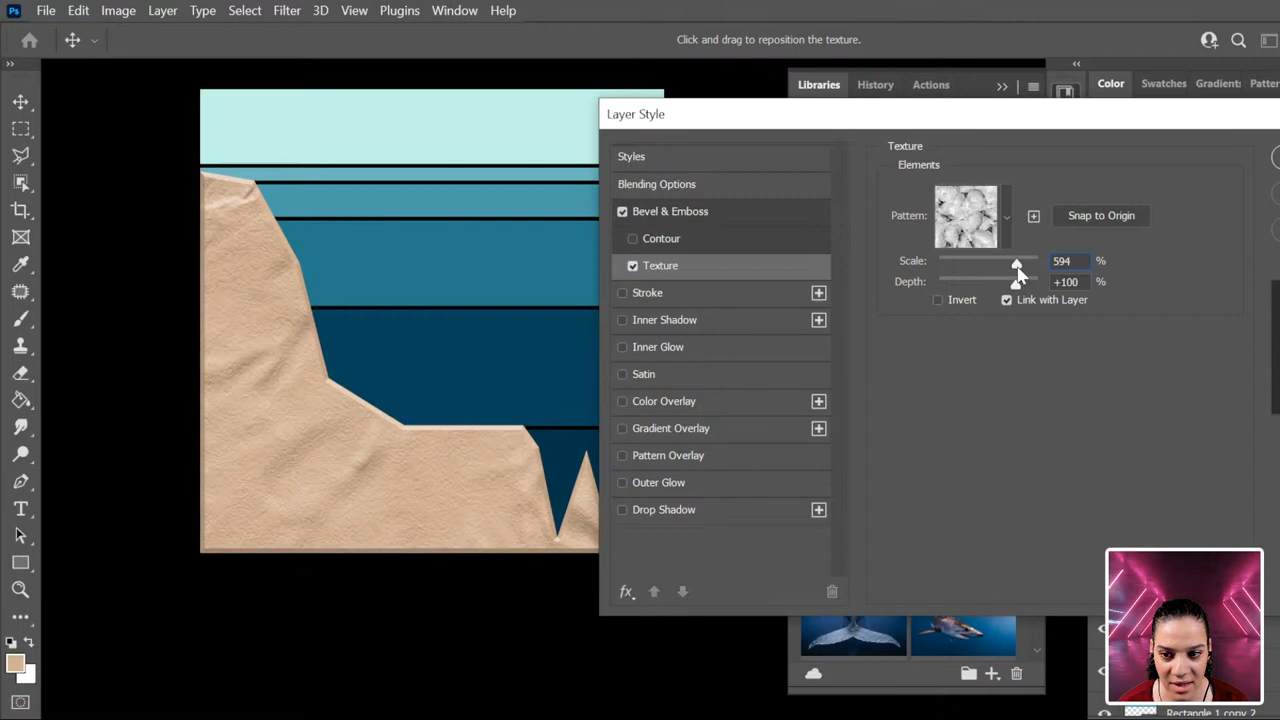 Ps File Edit Image Layer Type Select Filter 3D View Plugins Window Help
Click and drag to reposition the texture.
Libraries History Actions
Color Swatches Gradient
Layer Style
Styles
Blending Options
Bevel & Emboss
Contour
Texture
Stroke
Inner Shadow
Inner Glow
Satin
Color Overlay
Gradient Overlay
Pattern Overlay
Outer Glow
Drop Shadow
fx
Texture
Elements
Pattern:
Snap to Origin
Scale: 594 %
Depth: +100 %
Invert Link with Layer
Rectangle 1 copy 2